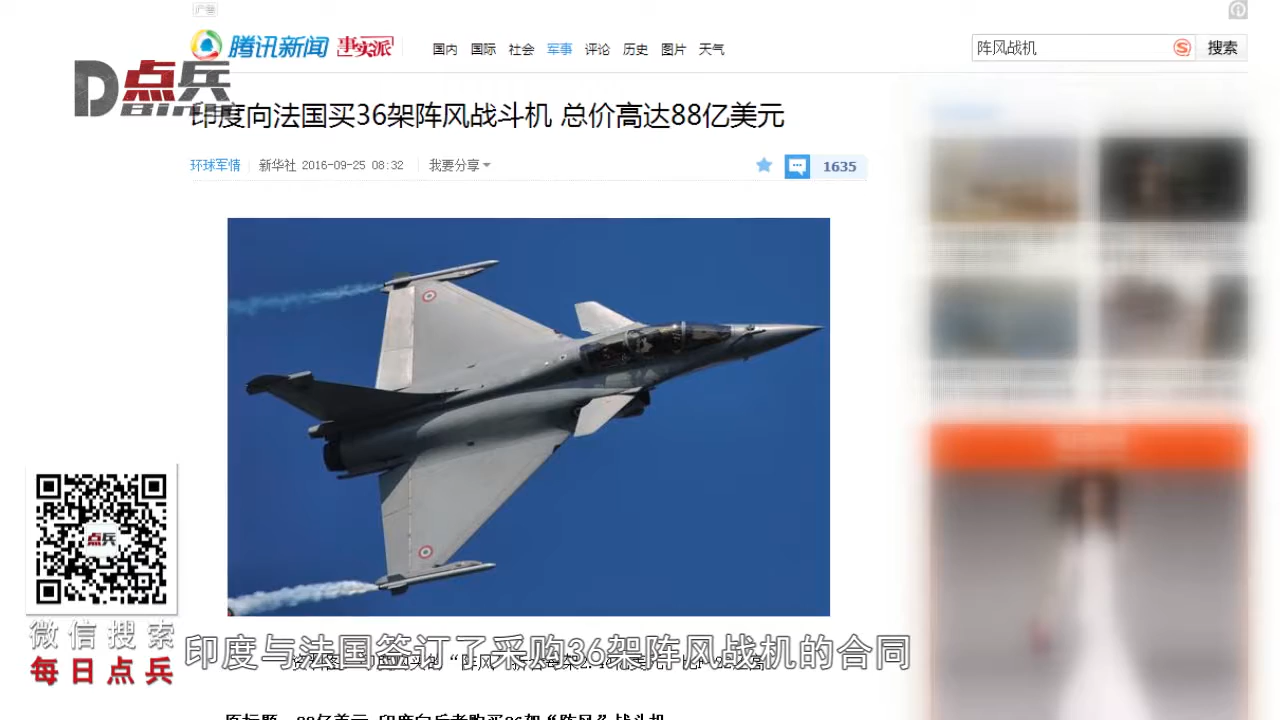 广告
腾讯新闻 事实派 国内 国际 社会 军事 评论 历史 图片 天气
阵风战机 搜索
D点兵
印度向法国买36架阵风战斗机 总价高达88亿美元
环球军情 新华社 2016-09-25 08:32 我要分享 1635
点兵
微信搜索
每日点兵
印度与法国签订了采购36架阵风战机的合同